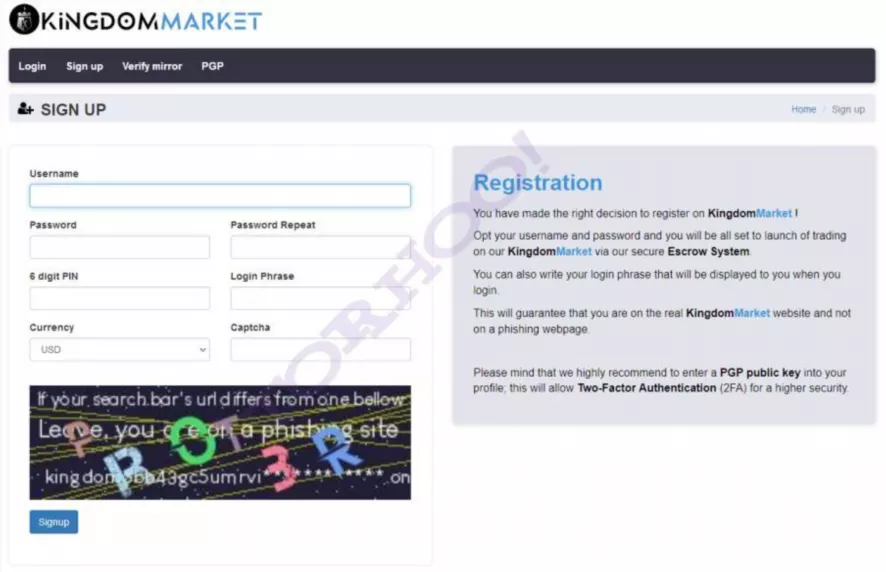 KINGDOMMARKET
Login Sign up Verify mirror PGP
SIGN UP
Home / Sign up
Username
Password Password Repeat
6 digit PIN Login Phrase
Currency Captcha
USD
If your search bar's url differs from one bellow
Leave, you are on a phishing site
Signup
Registration
You have made the right decision to register on KingdomMarket !
Opt your username and password and you will be all set to launch of trading
on our KingdomMarket via our secure Escrow System.
You can also write your login phrase that will be displayed to you when you
login.
This will guarantee that you are on the real KingdomMarket website and not
on a phishing webpage.
Please mind that we highly recommend to enter a PGP public key into your
profile; this will allow Two-Factor Authentication (2FA) for a higher security.
TORHOO!